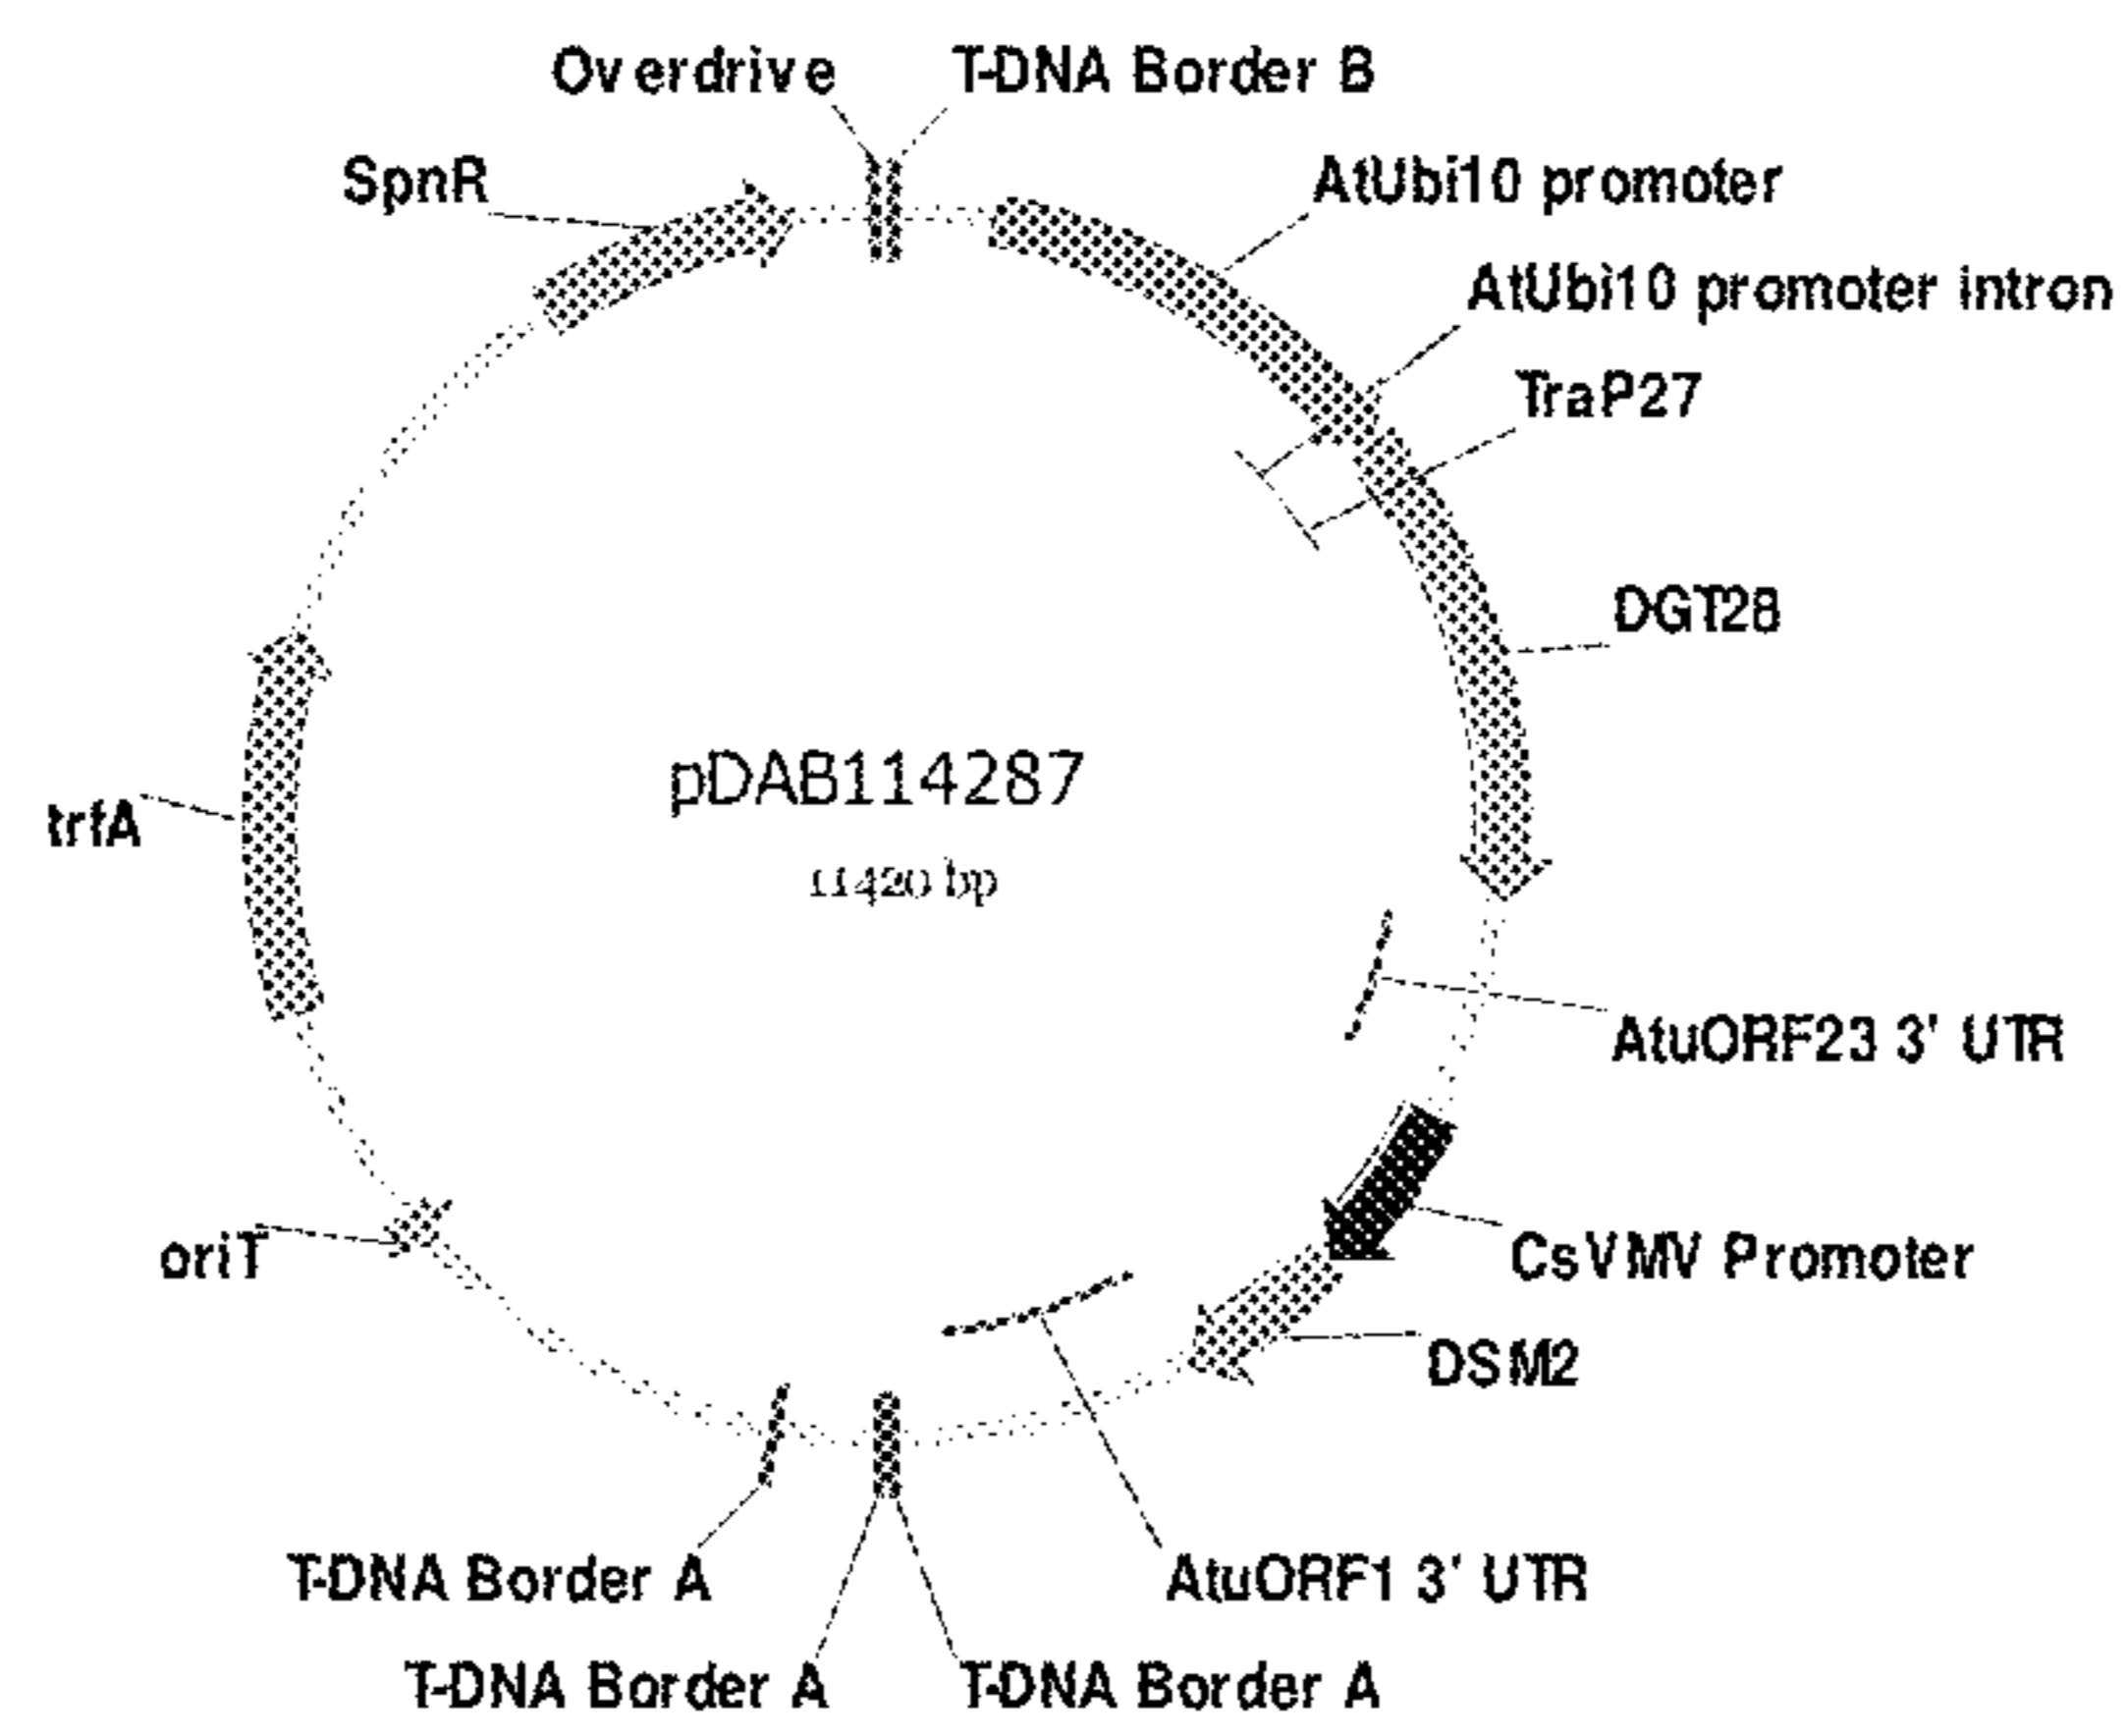 Overdrive
T-DNA Border B
SpnR
AtUbi10 promoter
AtUbi10 promoter intron
TraP27
DGT28
pDAB114287
11420 bp
trfA
AtuORF23 3' UTR
oriT
CsVMV Promoter
DSM2
T-DNA Border A
AtuORF1 3' UTR
T-DNA Border A
T-DNA Border A